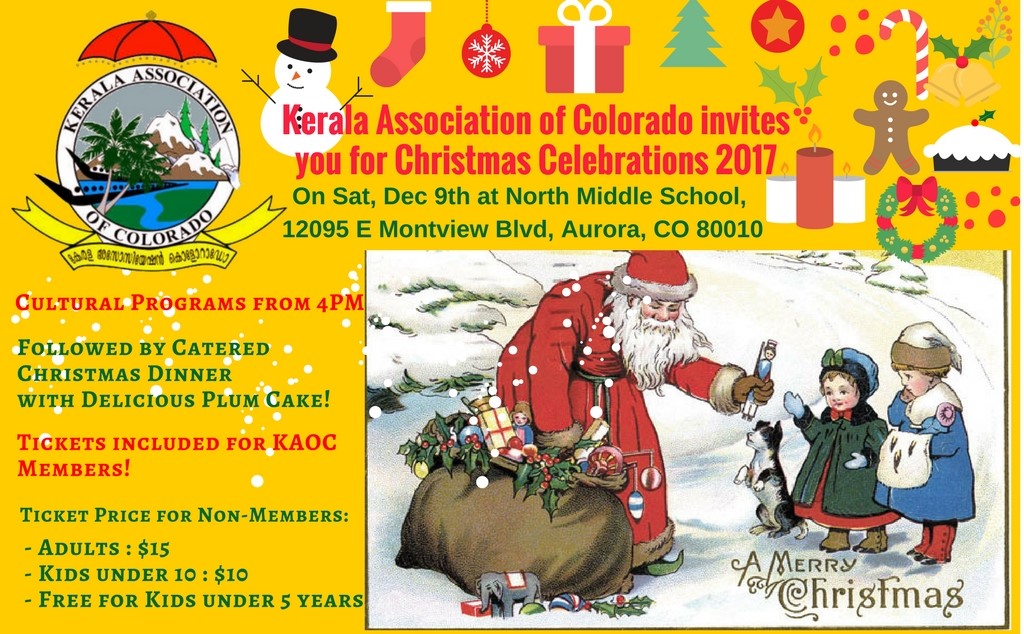 KERALA ASSOCIATION
OF COLORADO
കേരള അസോസിയേഷൻ കൊളോറാഡോ
Kerala Association of Colorado invites
you for Christmas Celebrations 2017
On Sat, Dec 9th at North Middle School,
12095 E Montview Blvd, Aurora, CO 80010
Cultural Programs from 4PM
Followed by Catered
Christmas Dinner
with Delicious Plum Cake!
Tickets included for KAOC
Members!
Ticket Price for Non-Members:
- Adults : $15
- Kids under 10 : $10
- Free for Kids under 5 years
A Merry
Christmas